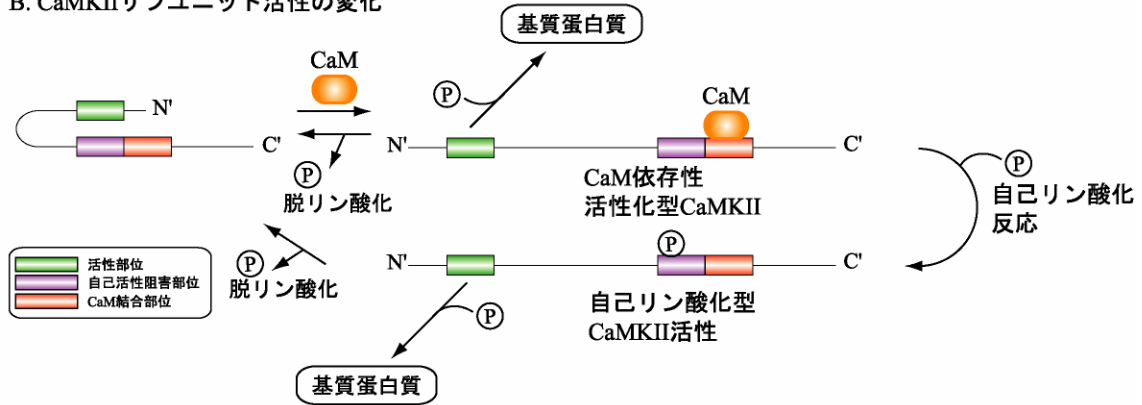 B. CaMKIIサブユニット活性の変化
基質蛋白質
CaM
P
CaM
N'
C'
N'
C'
P
脱リン酸化
CaM依存性
活性化型CaMKII
P
自己リン酸化
反応
活性部位
自己活性阻害部位
CaM結合部位
P
脱リン酸化
N'
P
C'
自己リン酸化型
CaMKII活性
P
基質蛋白質